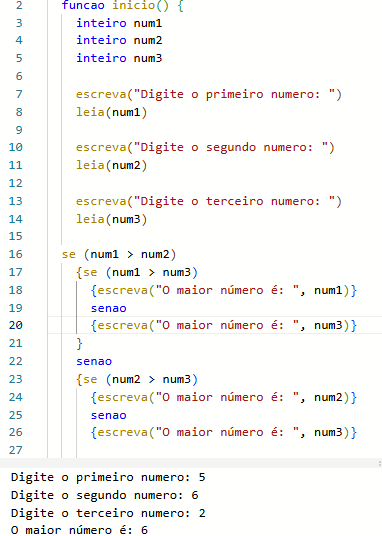 2 funcao inicio() {
3 inteiro num1
4 inteiro num2
5 inteiro num3
6
7 escreva("Digite o primeiro numero: ")
8 leia(num1)
9
10 escreva("Digite o segundo numero: ")
11 leia(num2)
12
13 escreva("Digite o terceiro numero: ")
14 leia(num3)
15
16 se (num1 > num2)
17 {se (num1 > num3)
18 {escreva("O maior número é: ", num1)}
19 senao
20 {escreva("O maior número é: ", num3)}
21 }
22 senao
23 {se (num2 > num3)
24 {escreva("O maior número é: ", num2)}
25 senao
26 {escreva("O maior número é: ", num3)}
27
Digite o primeiro numero: 5
Digite o segundo numero: 6
Digite o terceiro numero: 2
O maior número é: 6